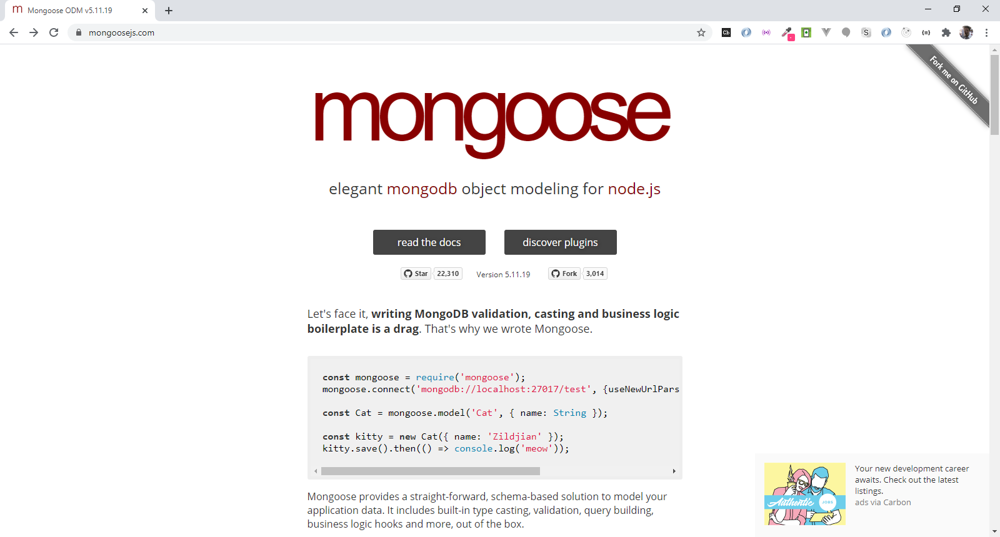 m Mongoose ODM v5.11.19
mongoosejs.com
Fork me on GitHub
mongoose
elegant mongodb object modeling for node.js
read the docs discover plugins
Star 22,310 Version 5.11.19 Fork 3,014
Let's face it, writing MongoDB validation, casting and business logic
boilerplate is a drag. That's why we wrote Mongoose.
const mongoose = require('mongoose');
mongoose.connect('mongodb://localhost:27017/test', {useNewUrlPars
const Cat = mongoose.model('Cat', { name: String });
const kitty = new Cat({ name: 'Zildjian' });
kitty.save().then(() => console.log('meow'));
Mongoose provides a straight-forward, schema-based solution to model your
application data. It includes built-in type casting, validation, query building,
business logic hooks and more, out of the box.
Authentic JOBS
Your new development career
awaits. Check out the latest
listings.
ads via Carbon